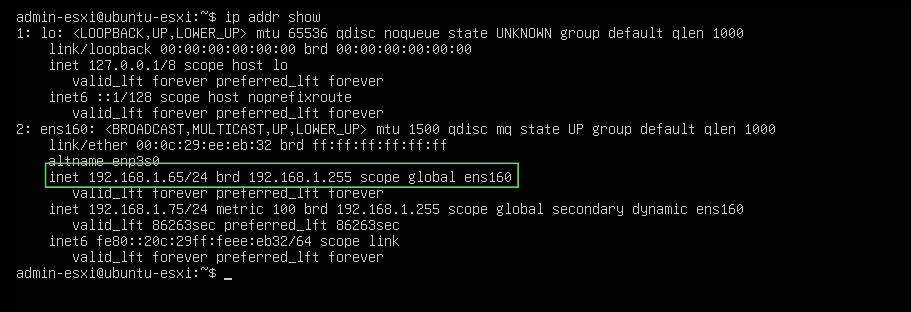 admin-esxi@ubuntu-esxi:~$ ip addr show
1: lo: <LOOPBACK,UP,LOWER_UP> mtu 65536 qdisc noqueue state UNKNOWN group default qlen 1000
    link/loopback 00:00:00:00:00:00 brd 00:00:00:00:00:00
    inet 127.0.0.1/8 scope host lo
       valid_lft forever preferred_lft forever
    inet6 ::1/128 scope host noprefixroute
       valid_lft forever preferred_lft forever
2: ens160: <BROADCAST,MULTICAST,UP,LOWER_UP> mtu 1500 qdisc mq state UP group default qlen 1000
    link/ether 00:0c:29:ee:eb:32 brd ff:ff:ff:ff:ff:ff
    altname enp3s0
    inet 192.168.1.65/24 brd 192.168.1.255 scope global ens160
       valid_lft forever preferred_lft forever
    inet 192.168.1.75/24 metric 100 brd 192.168.1.255 scope global secondary dynamic ens160
       valid_lft 86263sec preferred_lft 86263sec
    inet6 fe80::20c:29ff:feee:eb32/64 scope link
       valid_lft forever preferred_lft forever
admin-esxi@ubuntu-esxi:~$ _